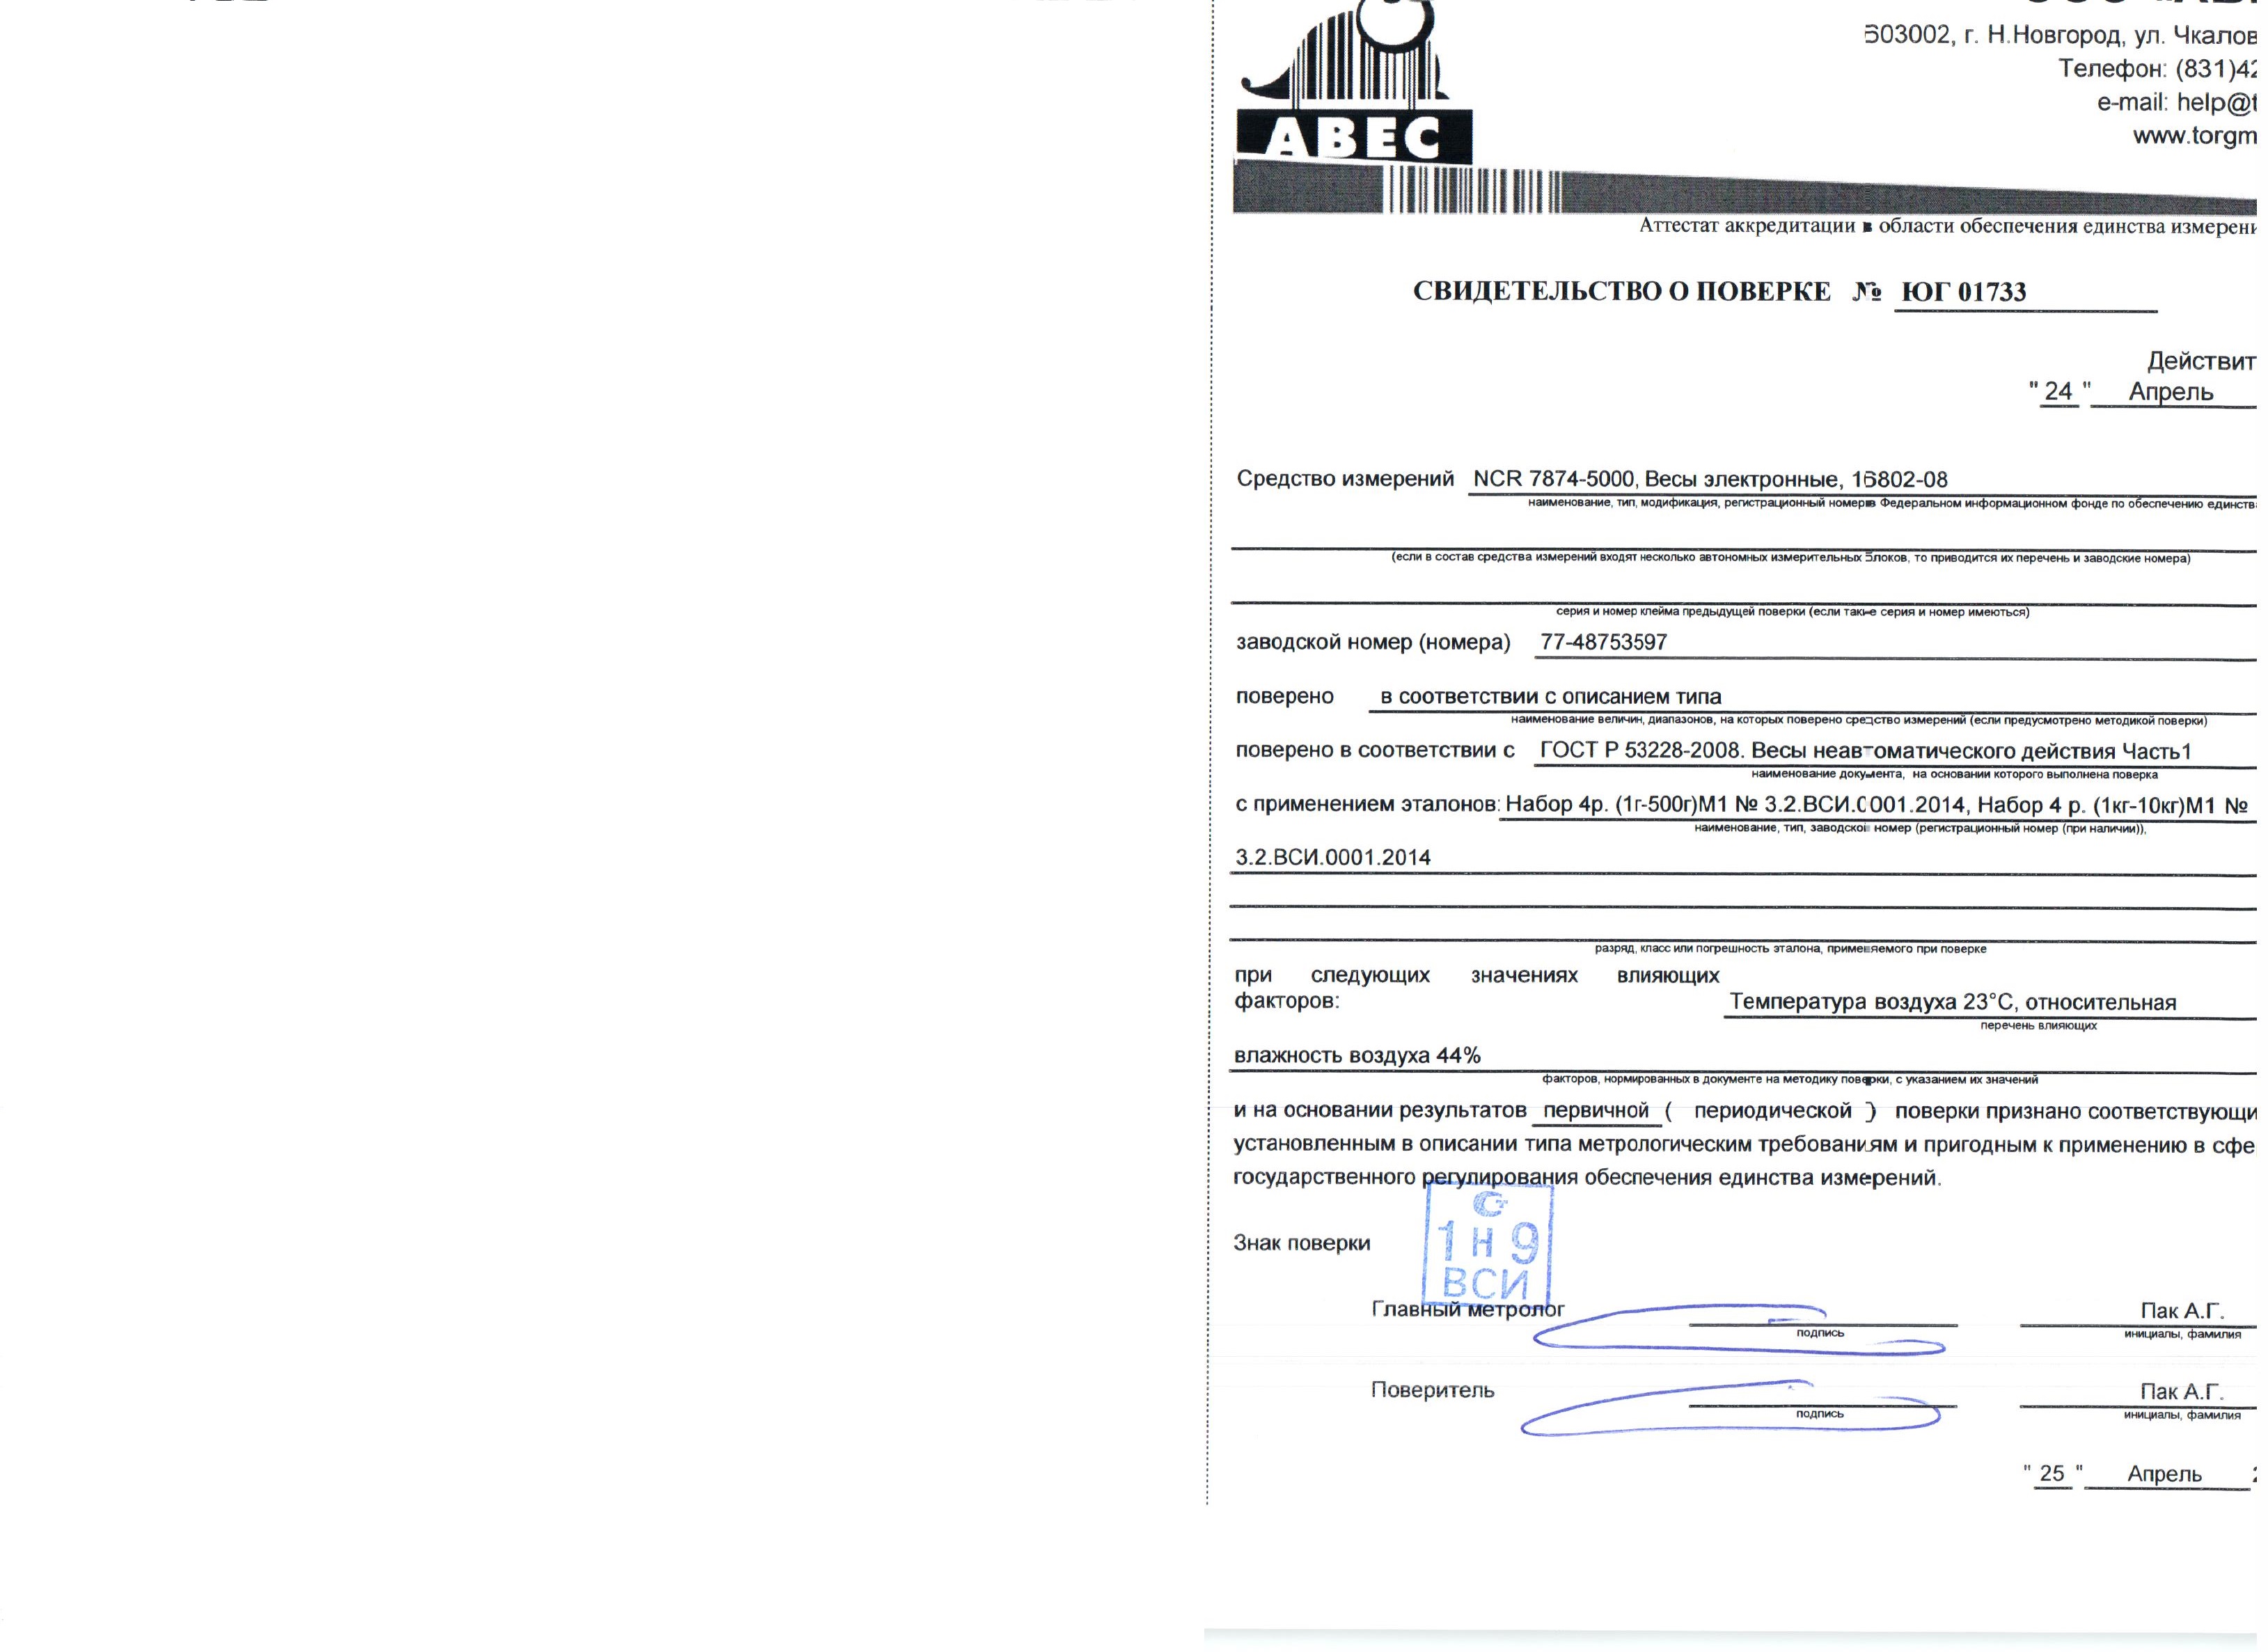 АВЕС
603002, г. Н.Новгород, ул. Чкалов
Телефон: (831)42
e-mail: help@t
www.torgm
Аттестат аккредитации в области обеспечения единства измерени
СВИДЕТЕЛЬСТВО О ПОВЕРКЕ № ЮГ 01733
Действит
" 24 " Апрель
Средство измерений NCR 7874-5000, Весы электронные, 16802-08
наименование, тип, модификация, регистрационный номер в Федеральном информационном фонде по обеспечению единства
(если в состав средства измерений входят несколько автономных измерительных блоков, то приводится их перечень и заводские номера)
серия и номер клейма предыдущей поверки (если такие серия и номер имеються)
заводской номер (номера) 77-48753597
поверено в соответствии с описанием типа
наименование величин, диапазонов, на которых поверено средство измерений (если предусмотрено методикой поверки)
поверено в соответствии с ГОСТ Р 53228-2008. Весы неавтоматического действия Часть1
наименование документа, на основании которого выполнена поверка
с применением эталонов: Набор 4р. (1г-500г)М1 № 3.2.ВСИ.0001.2014, Набор 4 р. (1кг-10кг)М1 №
наименование, тип, заводской номер (регистрационный номер (при наличии)),
3.2.ВСИ.0001.2014
разряд, класс или погрешность эталона, применяемого при поверке
при следующих значениях влияющих
факторов: Температура воздуха 23°С, относительная
перечень влияющих
влажность воздуха 44%
факторов, нормированных в документе на методику поверки, с указанием их значений
и на основании результатов первичной ( периодической ) поверки признано соответствующи
установленным в описании типа метрологическим требованиям и пригодным к применению в сфе
государственного регулирования обеспечения единства измерений.
1 Н 9
ВСИ
Знак поверки
Главный метролог Пак А.Г.
подпись инициалы, фамилия
Поверитель Пак А.Г.
подпись инициалы, фамилия
" 25 " Апрель 2